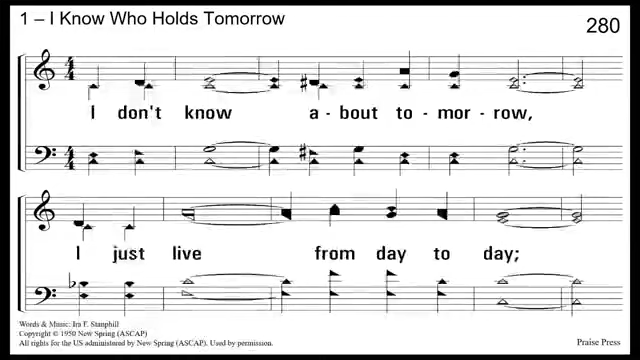 1 – I Know Who Holds Tomorrow
280
I don't know a - bout to - mor - row,
I just live from day to day;
Words & Music: Ira F. Stanphill
Copyright © 1950 New Spring (ASCAP)
All rights for the US administered by New Spring (ASCAP). Used by permission.
Praise Press